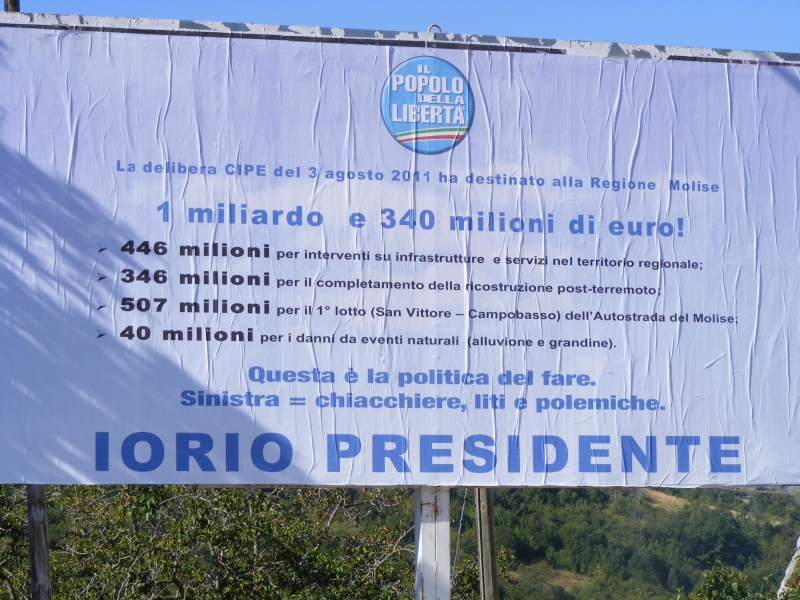 IL
POPOLO
DELLA
LIBERTÀ
La delibera CIPE del 3 agosto 2011 ha destinato alla Regione Molise
1 miliardo e 340 milioni di euro!
➢ 446 milioni per interventi su infrastrutture e servizi nel territorio regionale;
➢ 346 milioni per il completamento della ricostruzione post-terremoto;
➢ 507 milioni per il 1° lotto (San Vittore – Campobasso) dell'Autostrada del Molise;
➢ 40 milioni per i danni da eventi naturali (alluvione e grandine).
Questa è la politica del fare.
Sinistra = chiacchiere, liti e polemiche.
IORIO PRESIDENTE